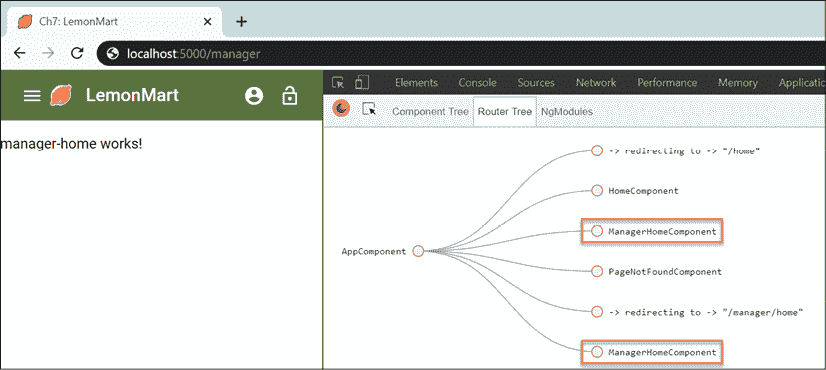 Ch7: LemonMart
localhost:5000/manager
LemonMart
Elements Console Sources Network Performance Memory
Component Tree Router Tree NgModules
manager-home works!
-> redirecting to -> "/home"
HomeComponent
ManagerHomeComponent
AppComponent
PageNotFoundComponent
-> redirecting to -> "/manager/home"
ManagerHomeComponent